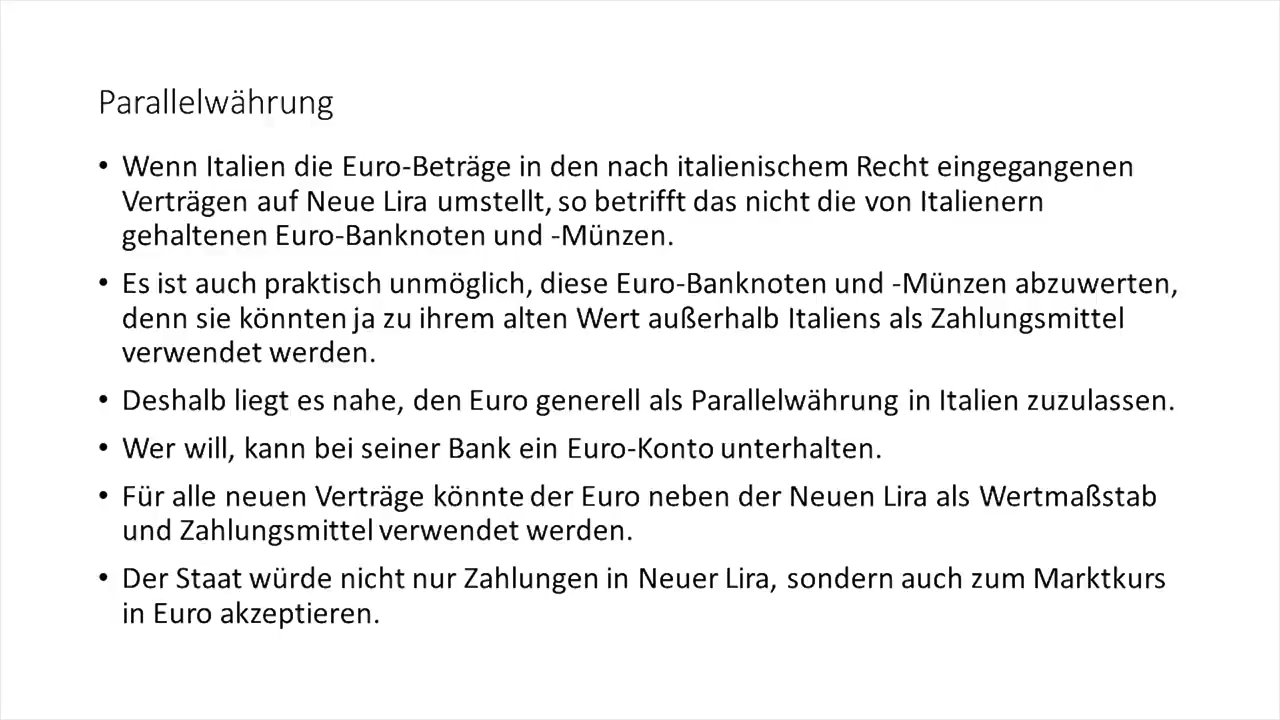 Parallelwährung
• Wenn Italien die Euro-Beträge in den nach italienischem Recht eingegangenen
Verträgen auf Neue Lira umstellt, so betrifft das nicht die von Italienern
gehaltenen Euro-Banknoten und -Münzen.
• Es ist auch praktisch unmöglich, diese Euro-Banknoten und -Münzen abzuwerten,
denn sie könnten ja zu ihrem alten Wert außerhalb Italiens als Zahlungsmittel
verwendet werden.
• Deshalb liegt es nahe, den Euro generell als Parallelwährung in Italien zuzulassen.
• Wer will, kann bei seiner Bank ein Euro-Konto unterhalten.
• Für alle neuen Verträge könnte der Euro neben der Neuen Lira als Wertmaßstab
und Zahlungsmittel verwendet werden.
• Der Staat würde nicht nur Zahlungen in Neuer Lira, sondern auch zum Marktkurs
in Euro akzeptieren.